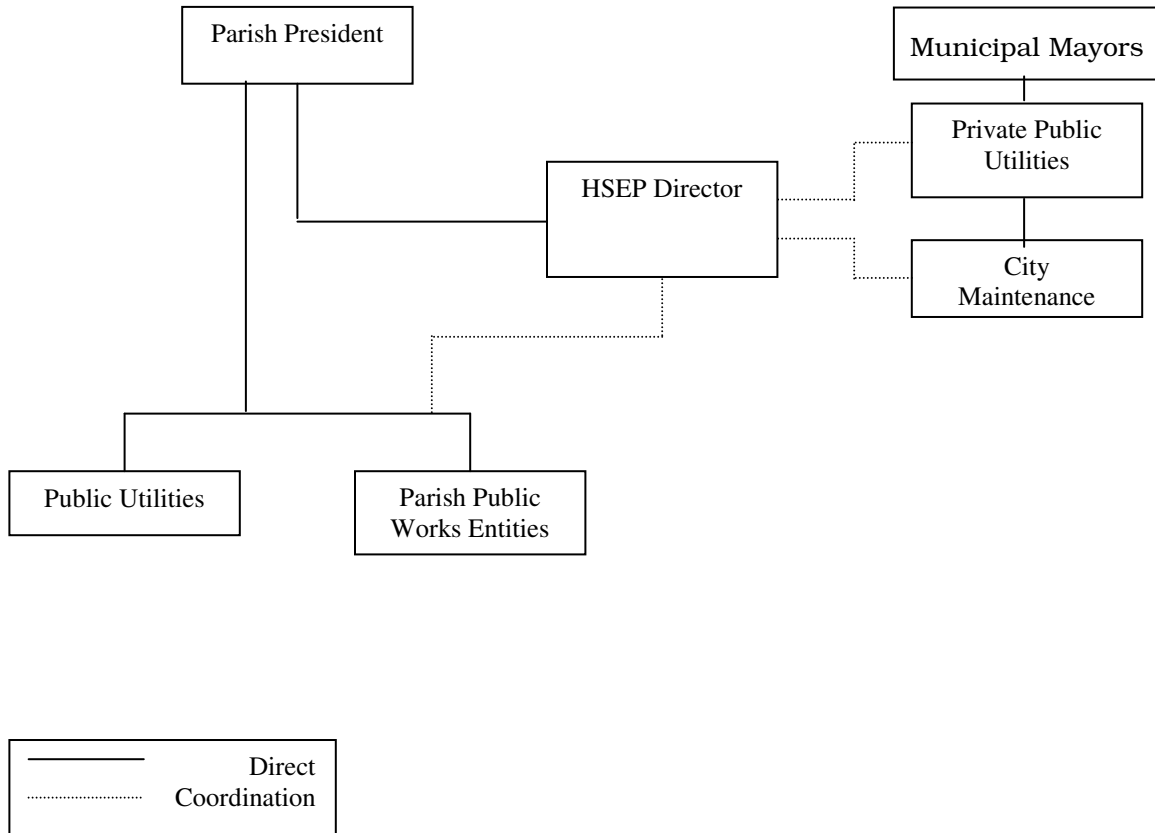 Parish President
Municipal Mayors
Private Public
Utilities
HSEP Director
City
Maintenance
Public Utilities
Parish Public
Works Entities
Direct
Coordination